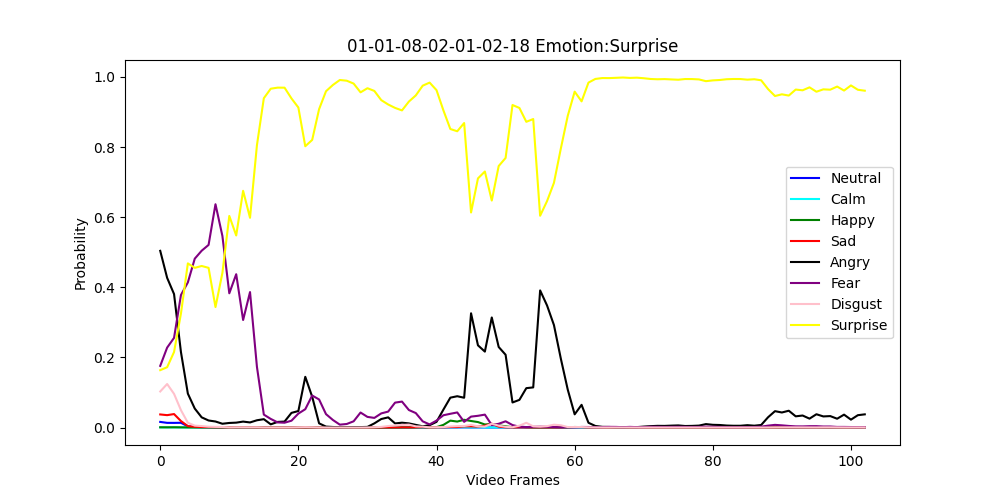 01-01-08-02-01-02-18 Emotion:Surprise
1.0
0.8
0.6
0.4
0.2
0.0
Probability
0 20 40 60 80 100
Video Frames
Neutral
Calm
Happy
Sad
Angry
Fear
Disgust
Surprise